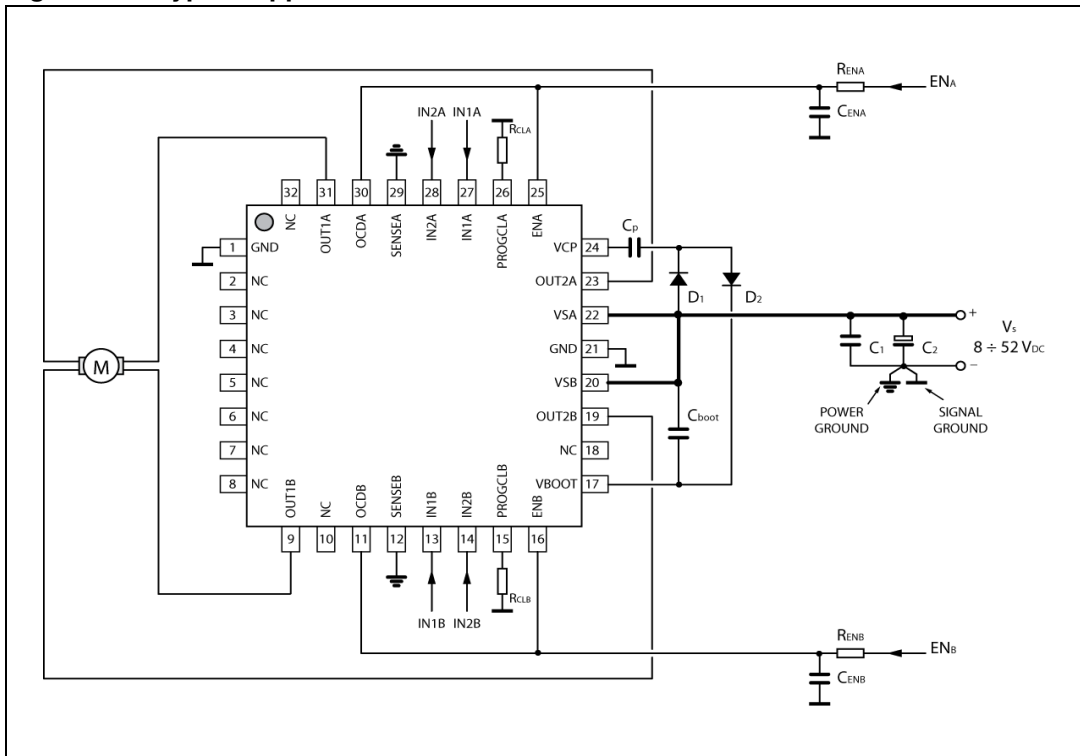 RENA
ENA
CENA
IN2A IN1A
RCLA
32 31 30 29 28 27 26 25
NC
OUT1A
OCDA
SENSEA
IN2A
IN1A
PROGCLA
ENA
1 GND
2 NC
3 NC
4 NC
5 NC
6 NC
7 NC
8 NC
VCP 24
OUT2A 23
VSA 22
GND 21
VSB 20
OUT2B 19
NC 18
VBOOT 17
Cp
D1
D2
Cboot
C1
C2
+
Vs
8 ÷ 52 VDC
−
POWER
GROUND
SIGNAL
GROUND
M
OUT1B
NC
OCDB
SENSEB
IN1B
IN2B
PROGCLB
ENB
9 10 11 12 13 14 15 16
RCLB
IN1B IN2B
RENB
ENB
CENB